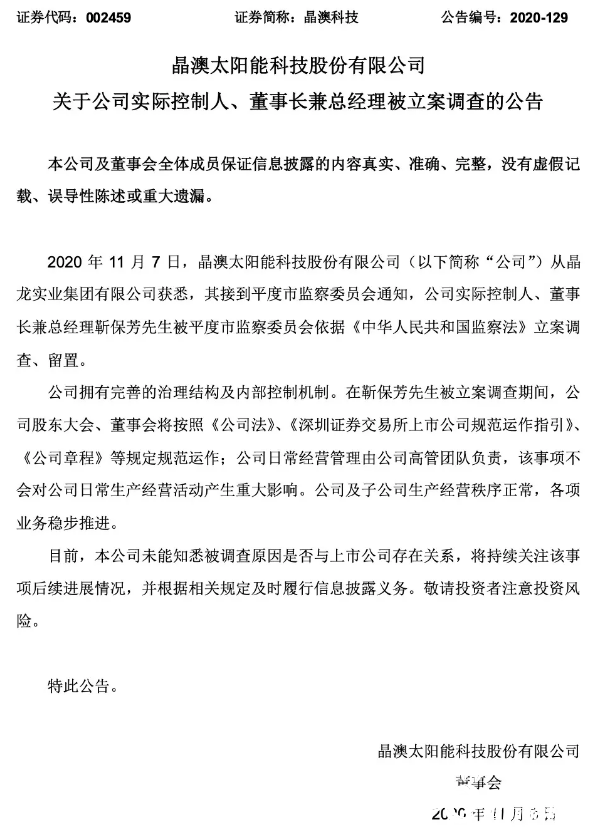 证券代码：002459 证券简称：晶澳科技 公告编号：2020-129
晶澳太阳能科技股份有限公司
关于公司实际控制人、董事长兼总经理被立案调查的公告
本公司及董事会全体成员保证信息披露的内容真实、准确、完整，没有虚假记
载、误导性陈述或重大遗漏。
2020 年 11 月 7 日，晶澳太阳能科技股份有限公司（以下简称“公司”）从晶
龙实业集团有限公司获悉，其接到平度市监察委员会通知，公司实际控制人、董事
长兼总经理靳保芳先生被平度市监察委员会依据《中华人民共和国监察法》立案调
查、留置。
公司拥有完善的治理结构及内部控制机制。在靳保芳先生被立案调查期间，公
司股东大会、董事会将按照《公司法》、《深圳证券交易所上市公司规范运作指引》、
《公司章程》等规定规范运作；公司日常经营管理由公司高管团队负责，该事项不
会对公司日常生产经营活动产生重大影响。公司及子公司生产经营秩序正常，各项
业务稳步推进。
目前，本公司未能知悉被调查原因是否与上市公司存在关系，将持续关注该事
项后续进展情况，并根据相关规定及时履行信息披露义务。敬请投资者注意投资风
险。
特此公告。
晶澳太阳能科技股份有限公司
董事会
年 11 月